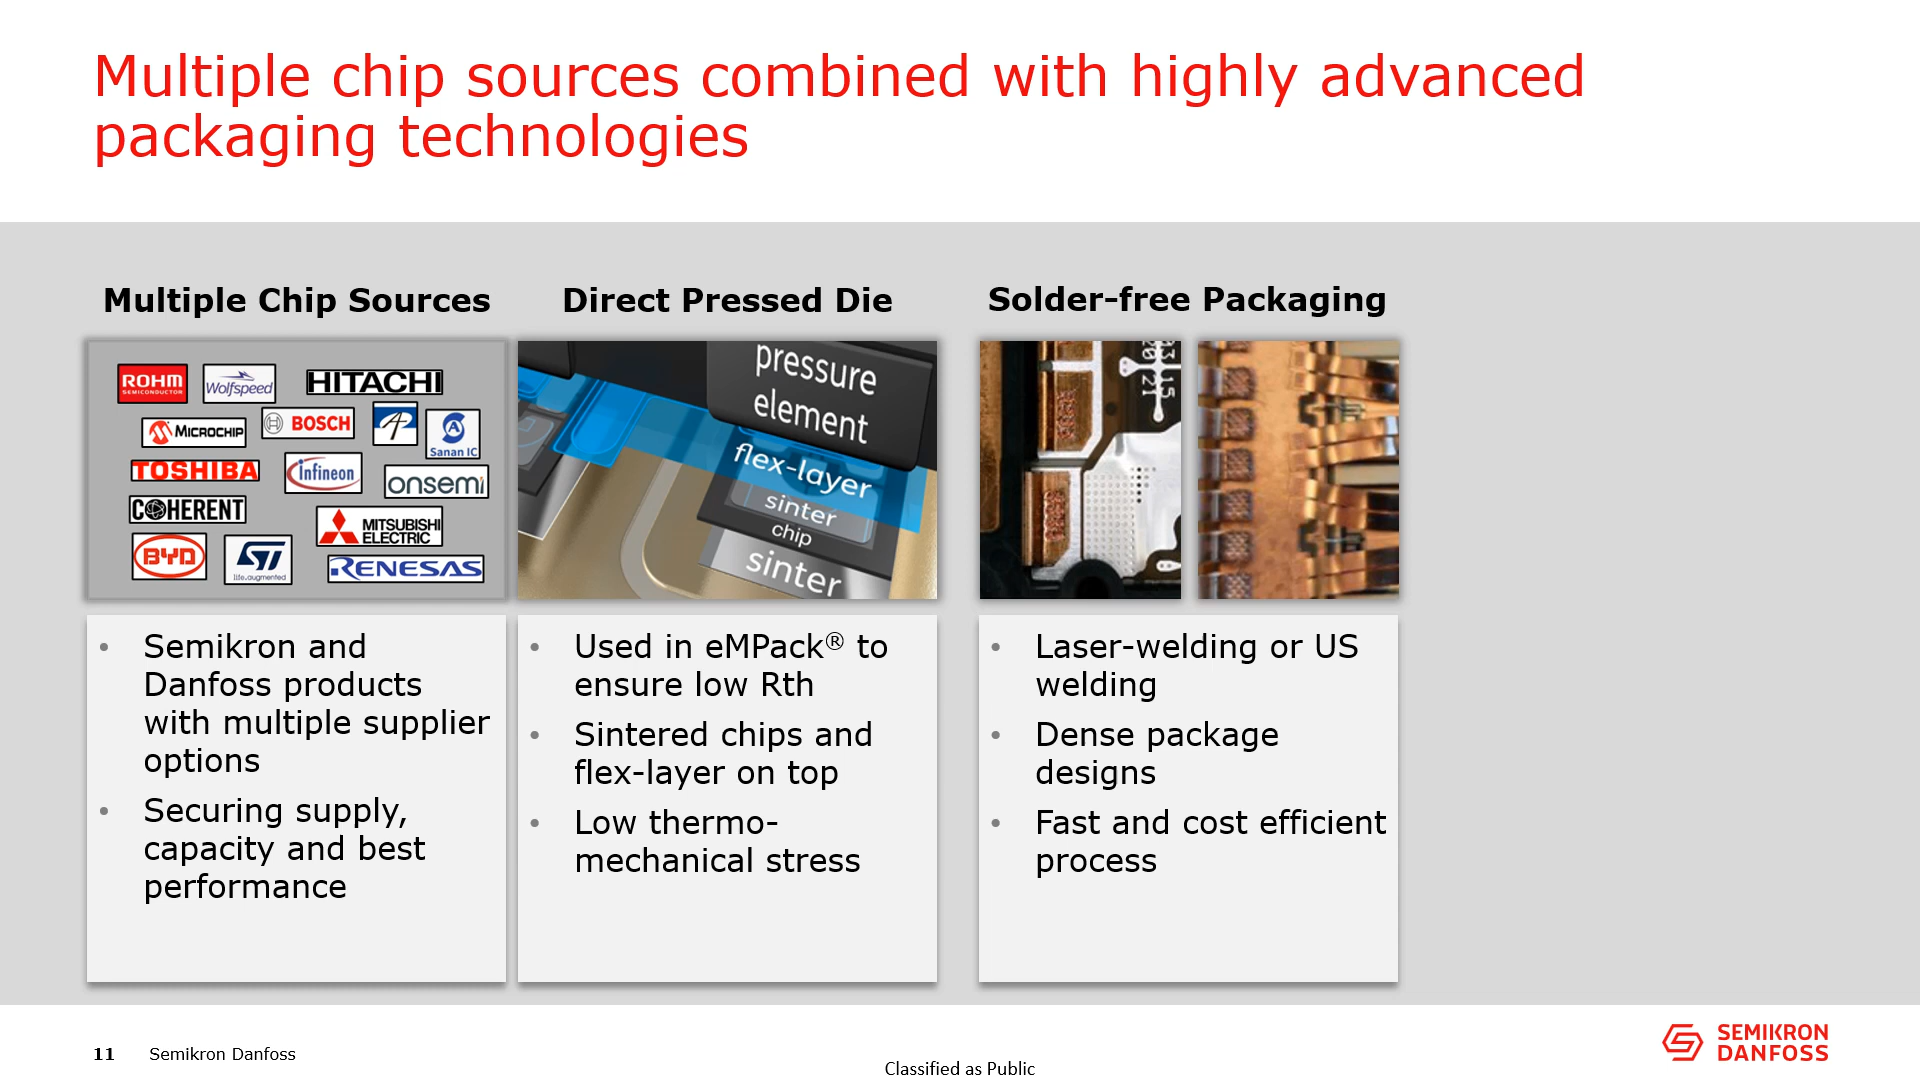 Multiple chip sources combined with highly advanced
packaging technologies
Multiple Chip Sources
ROHM
SEMICONDUCTOR
Wolfspeed
HITACHI
MICROCHIP
BOSCH
Sanan IC
TOSHIBA
infineon
onsemi
COHERENT
MITSUBISHI
ELECTRIC
BYD
ST
life.augmented
RENESAS
Semikron and
Danfoss products
with multiple supplier
options
Securing supply,
capacity and best
performance
Direct Pressed Die
pressure
element
flex-layer
sinter
chip
sinter
Used in eMPack® to
ensure low Rth
Sintered chips and
flex-layer on top
Low thermo-
mechanical stress
Solder-free Packaging
Laser-welding or US
welding
Dense package
designs
Fast and cost efficient
process
11 Semikron Danfoss
Classified as Public
SEMIKRON
DANFOSS